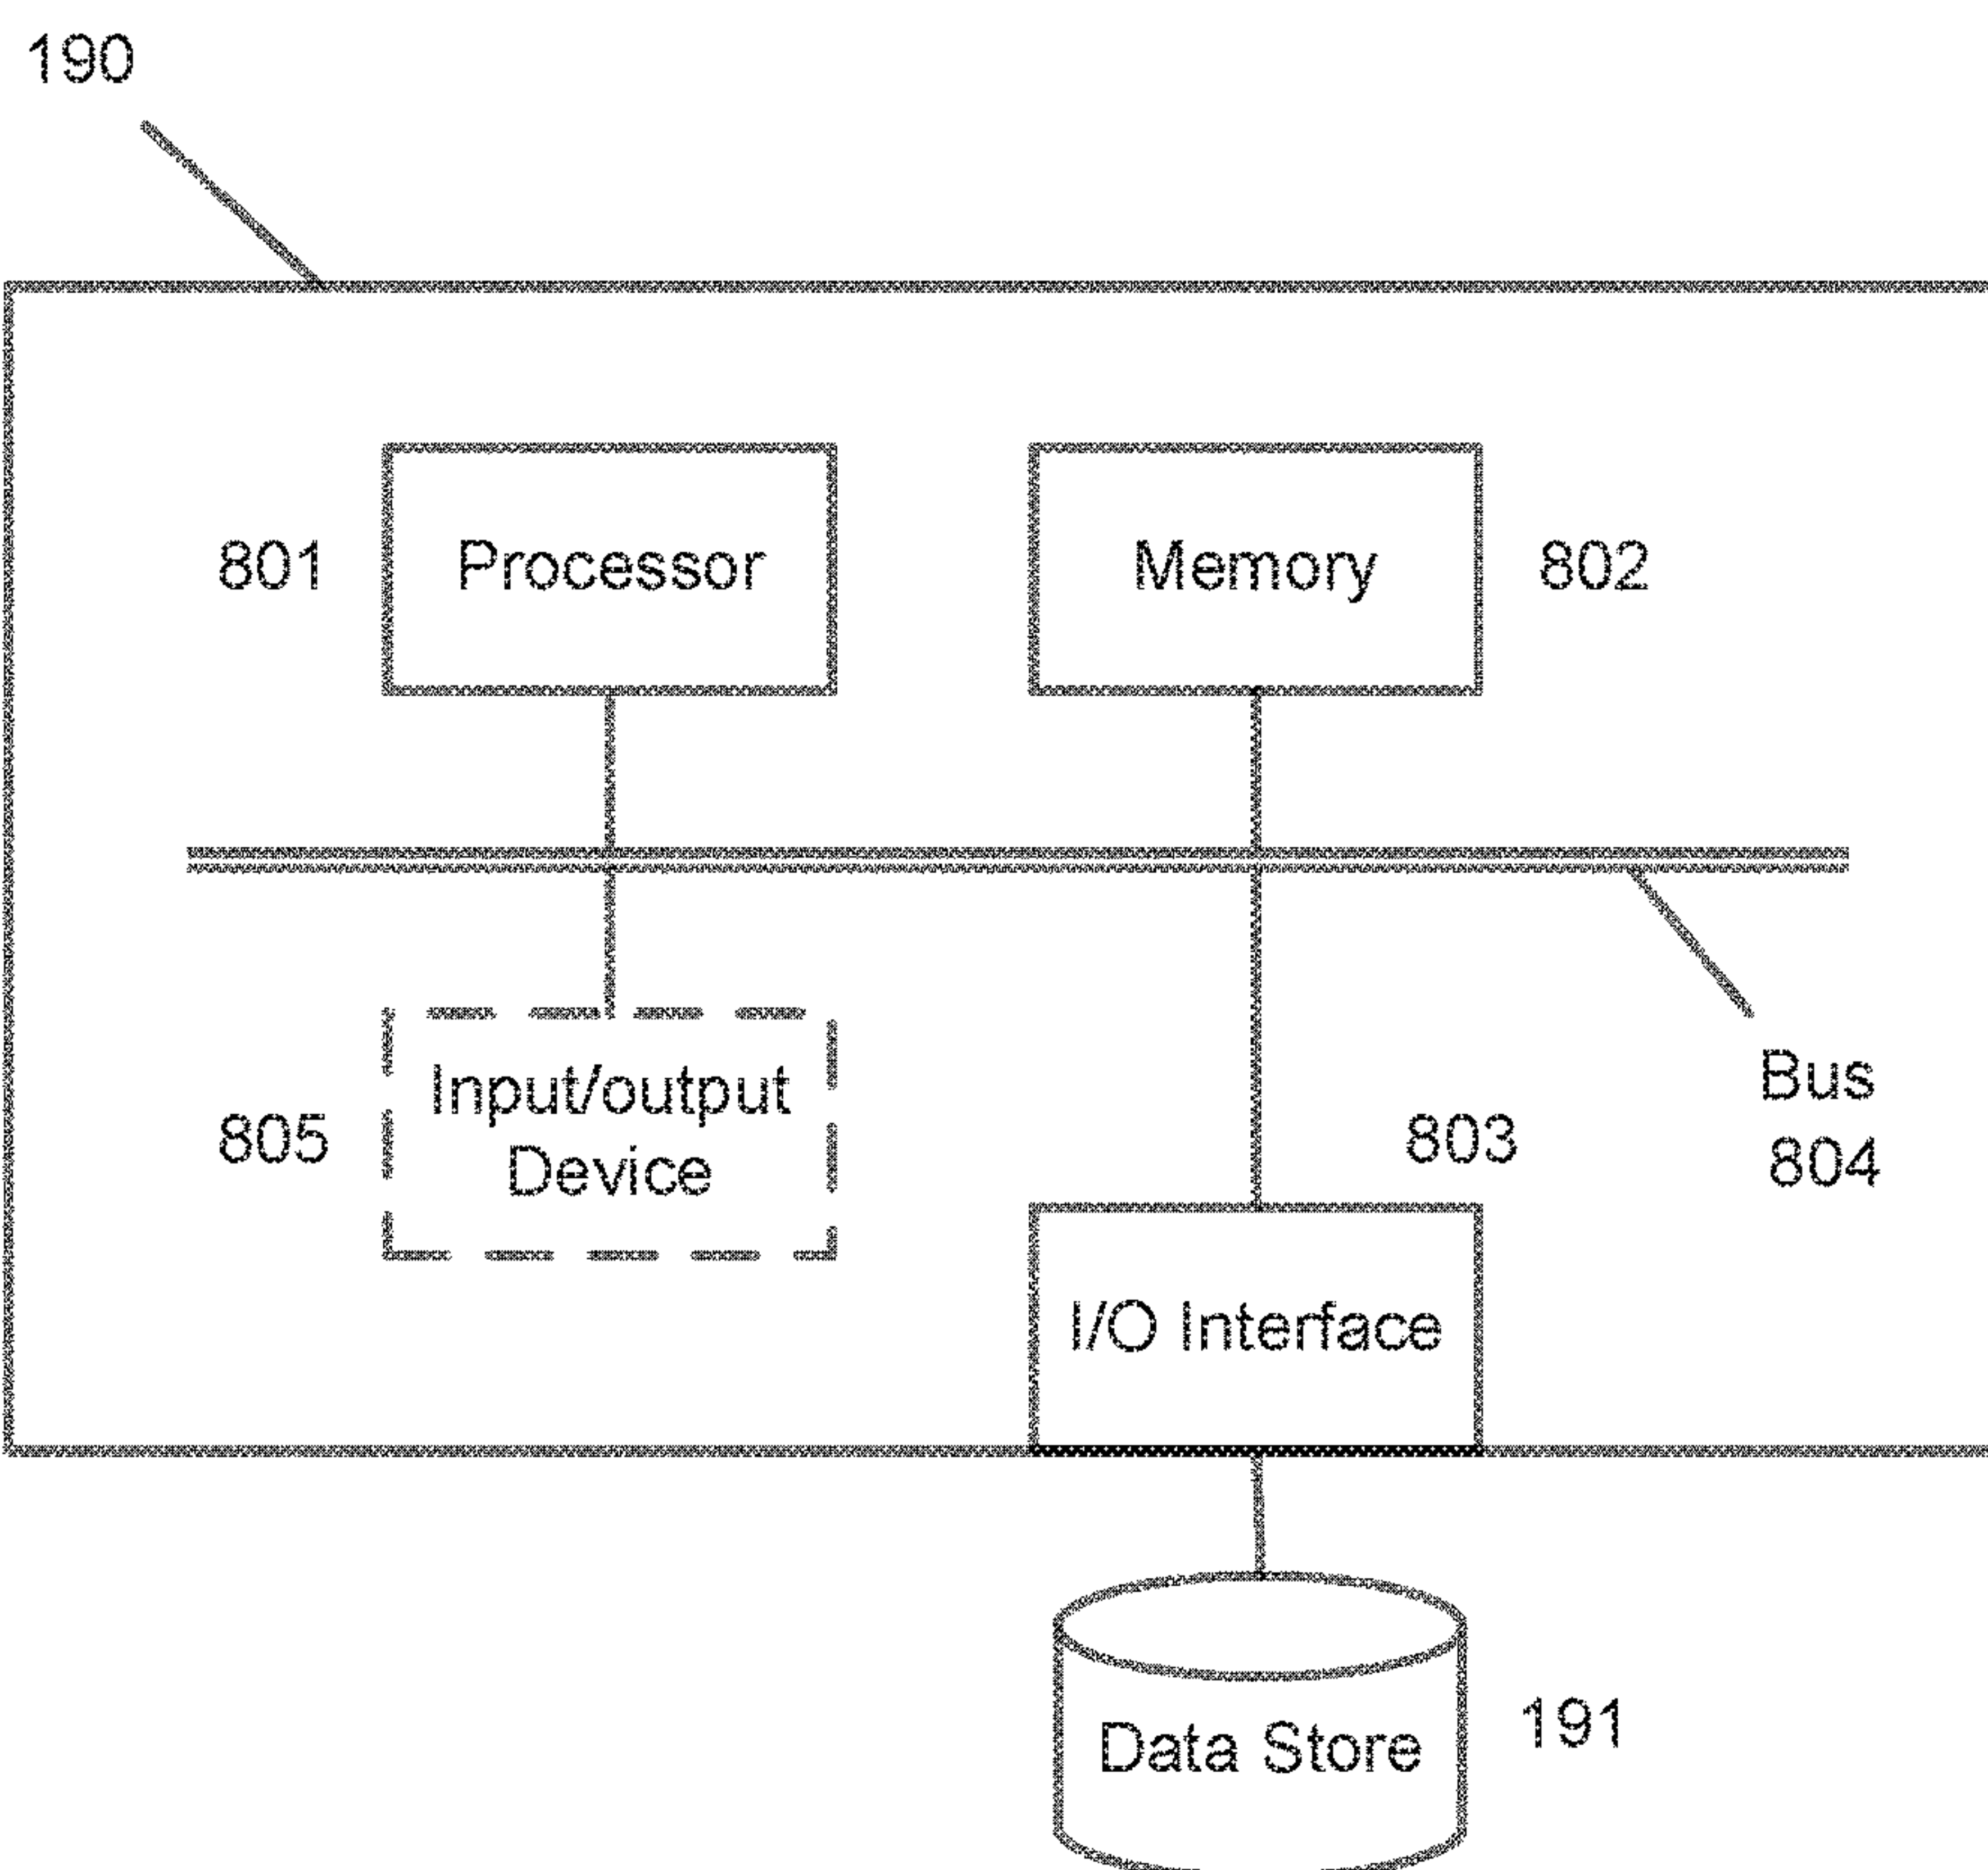 190
801
Processor
Memory
802
Input/output
Device
805
803
Bus
804
I/O Interface
Data Store
191